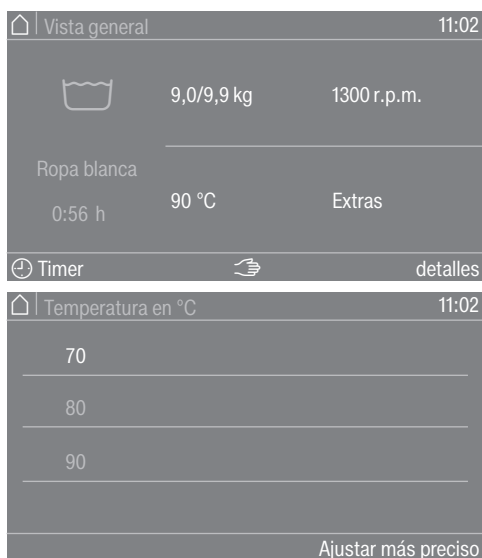 Vista general 11:02
9,0/9,9 kg 1300 r.p.m.
Ropa blanca
0:56 h
90 °C Extras
Timer detalles
Temperatura en °C 11:02
70
80
90
Ajustar más preciso